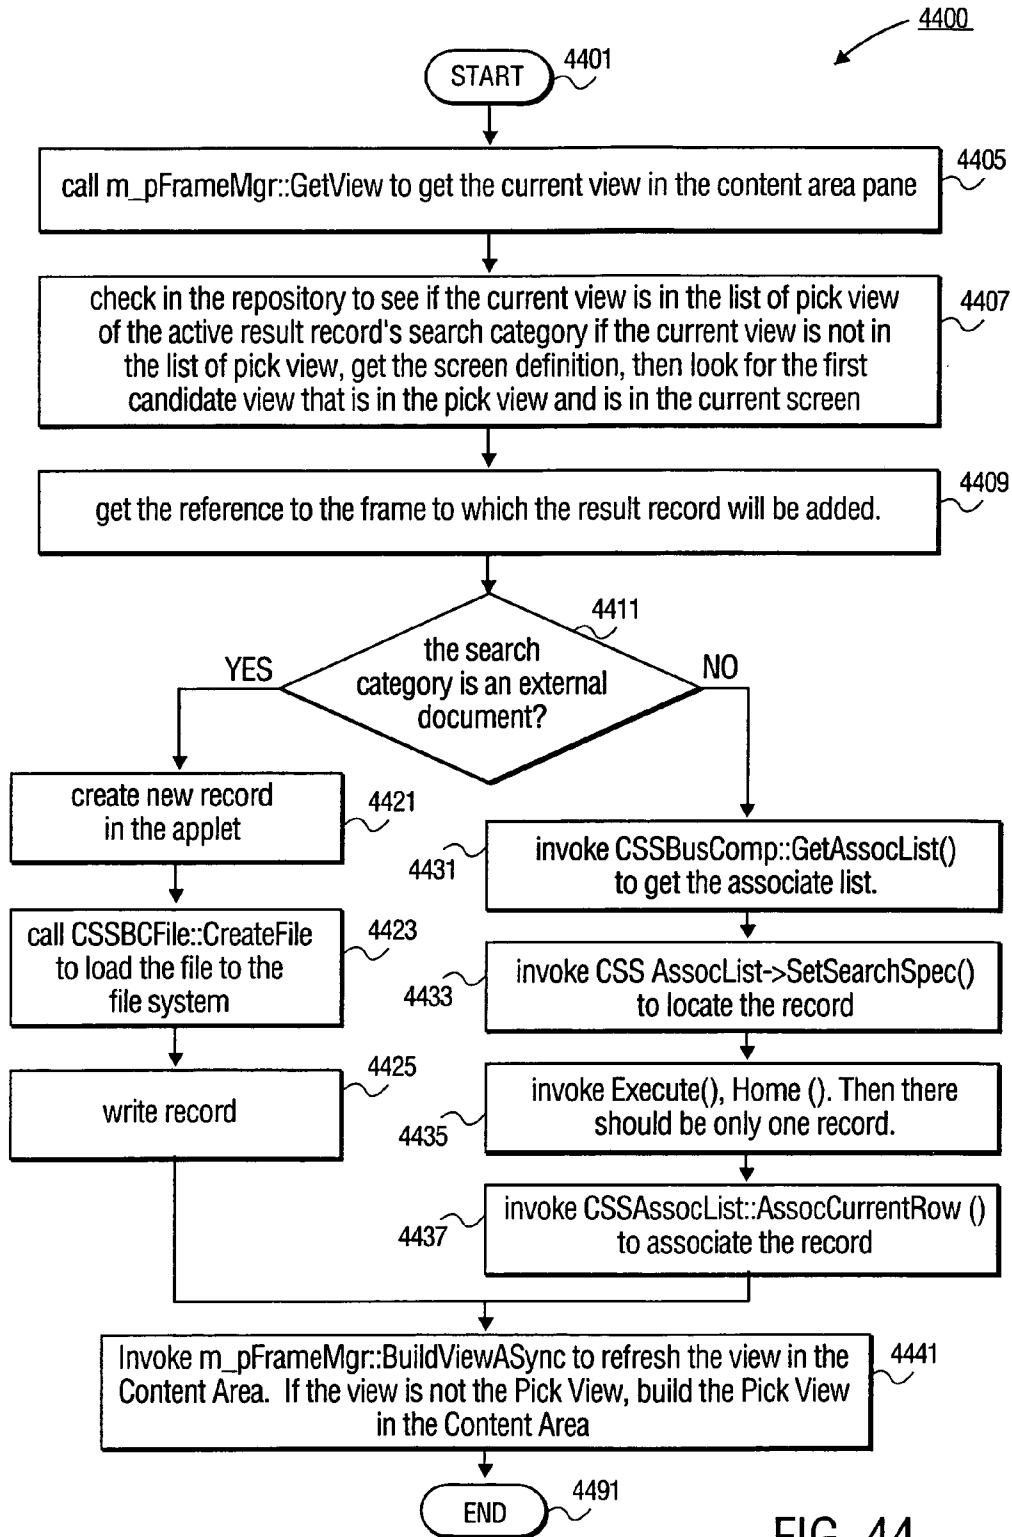 4400
START
4401
call m_pFrameMgr::GetView to get the current view in the content area pane
4405
check in the repository to see if the current view is in the list of pick view
of the active result record's search category if the current view is not in
the list of pick view, get the screen definition, then look for the first
candidate view that is in the pick view and is in the current screen
4407
get the reference to the frame to which the result record will be added.
4409
4411
the search
category is an external
document?
YES
NO
create new record
in the applet
4421
call CSSBCFile::CreateFile
to load the file to the
file system
4423
write record
4425
invoke CSSBusComp::GetAssocList()
to get the associate list.
4431
invoke CSS AssocList->SetSearchSpec()
to locate the record
4433
invoke Execute(), Home (). Then there
should be only one record.
4435
invoke CSSAssocList::AssocCurrentRow ()
to associate the record
4437
Invoke m_pFrameMgr::BuildViewASync to refresh the view in the
Content Area. If the view is not the Pick View, build the Pick View
in the Content Area
4441
END
4491
FIG. 44